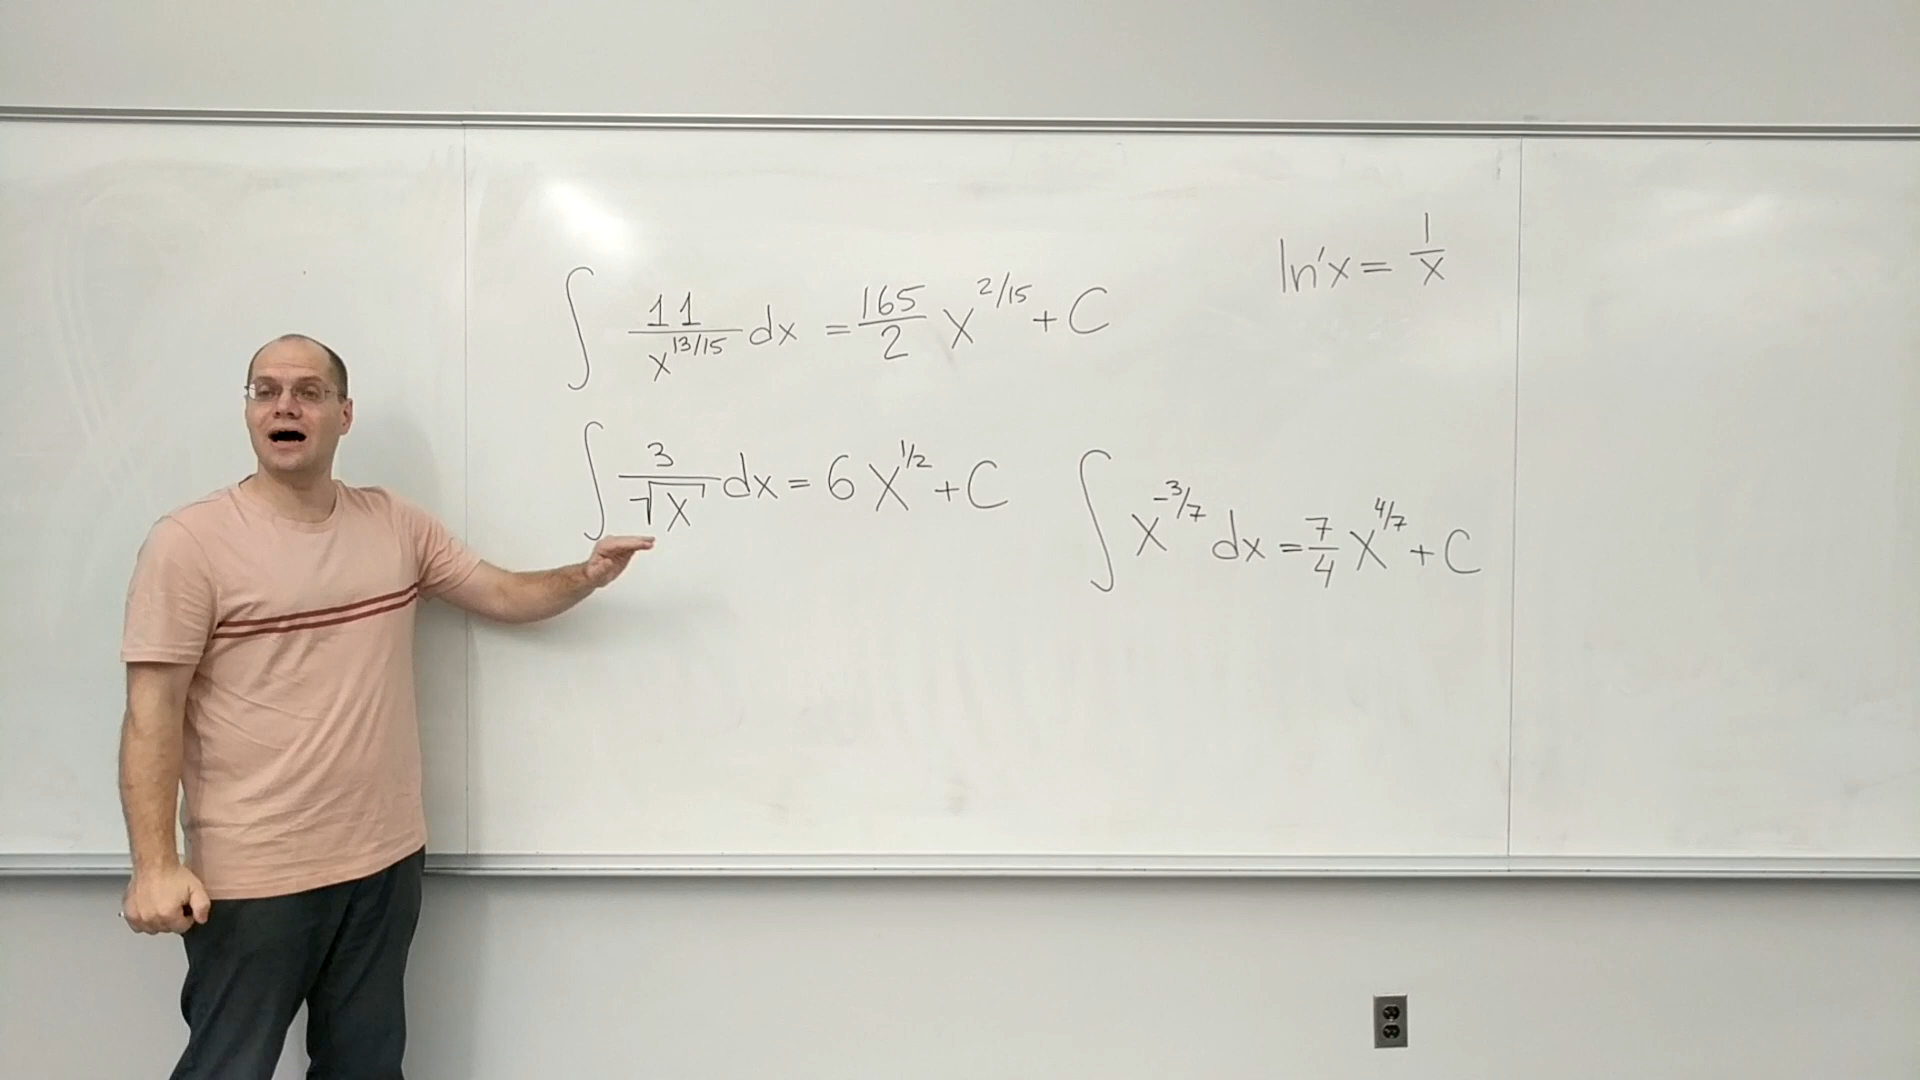 ∫ 11/x^{13/15} dx = 165/2 x^{2/15} + C
ln'x = 1/x
∫ 3/√x dx = 6x^{1/2} + C
∫ x^{-3/7} dx = 7/4 x^{4/7} + C